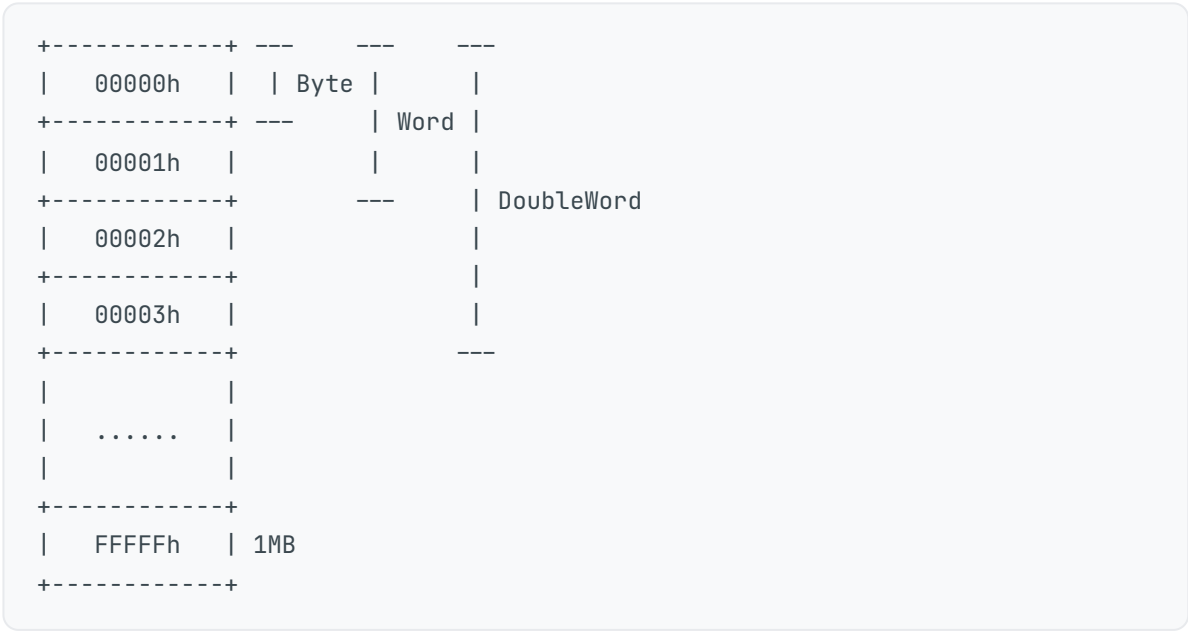 +------------+ ---    ---    ---
|   00000h   |  | Byte |      |
+------------+ ---     | Word |
|   00001h   |         |      |
+------------+        ---     | DoubleWord
|   00002h   |                |
+------------+                |
|   00003h   |                |
+------------+               ---
|            |
|   ......   |
|            |
+------------+
|   FFFFFh   | 1MB
+------------+